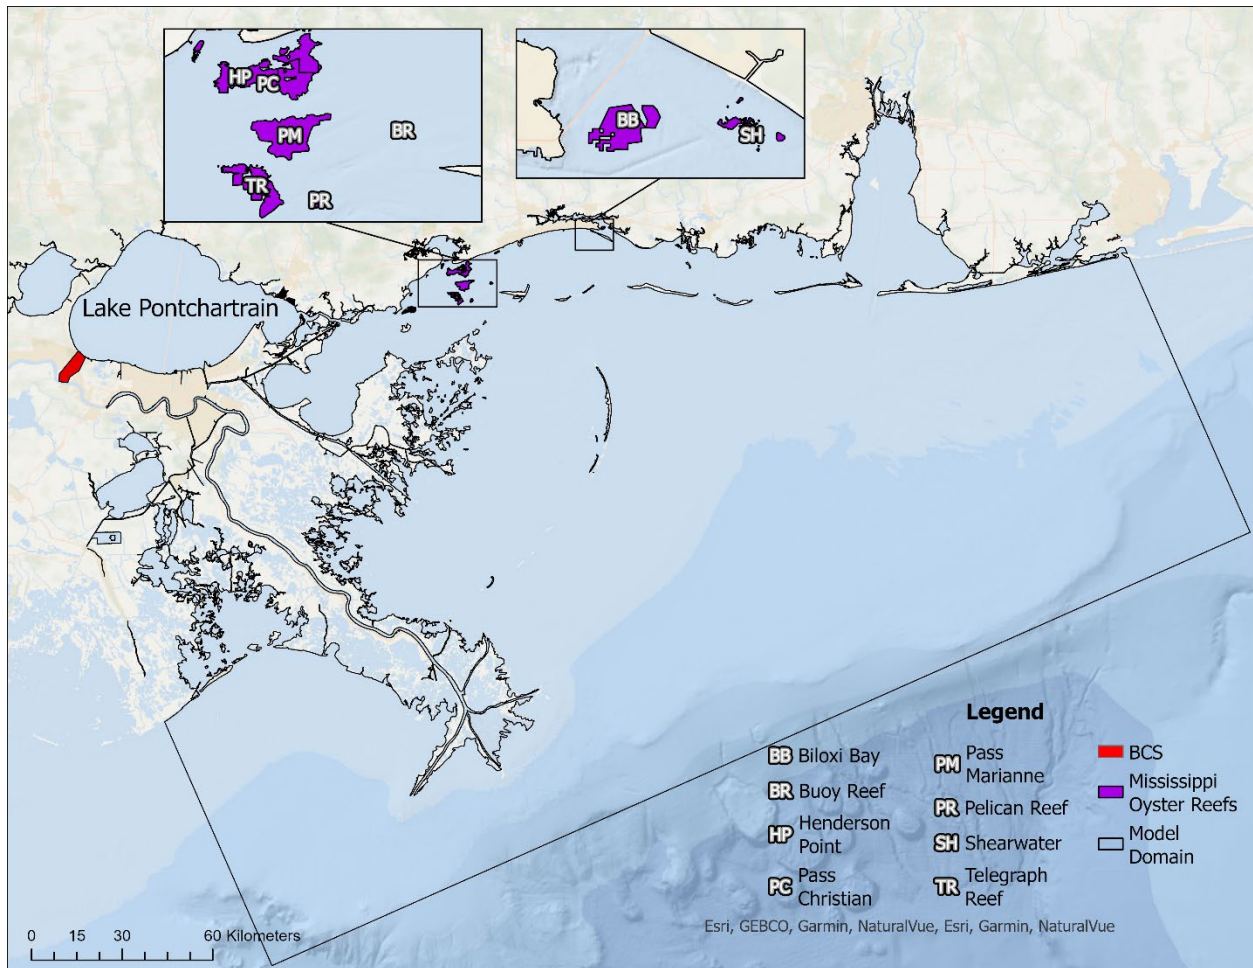 HP
PC
PM
BR
TR
PR
BB
SH
Lake Pontchartrain
Legend
BB Biloxi Bay
BR Buoy Reef
HP Henderson
Point
PC Pass
Christian
PM Pass
Marianne
PR Pelican Reef
SH Shearwater
TR Telegraph
Reef
BCS
Mississippi
Oyster Reefs
Model
Domain
Esri, GEBCO, Garmin, NaturalVue, Esri, Garmin, NaturalVue
0 15 30 60 Kilometers